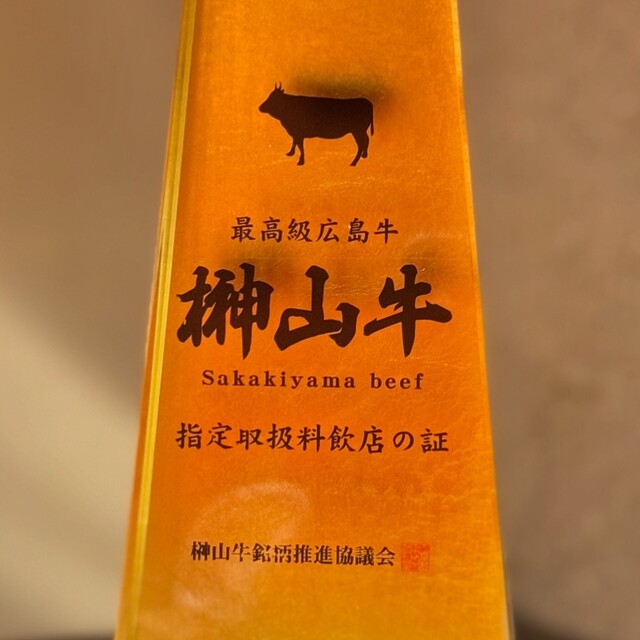 最高級広島牛
榊山牛
Sakakiyama beef
指定取扱料飲店の証
榊山牛銘柄推進協議会